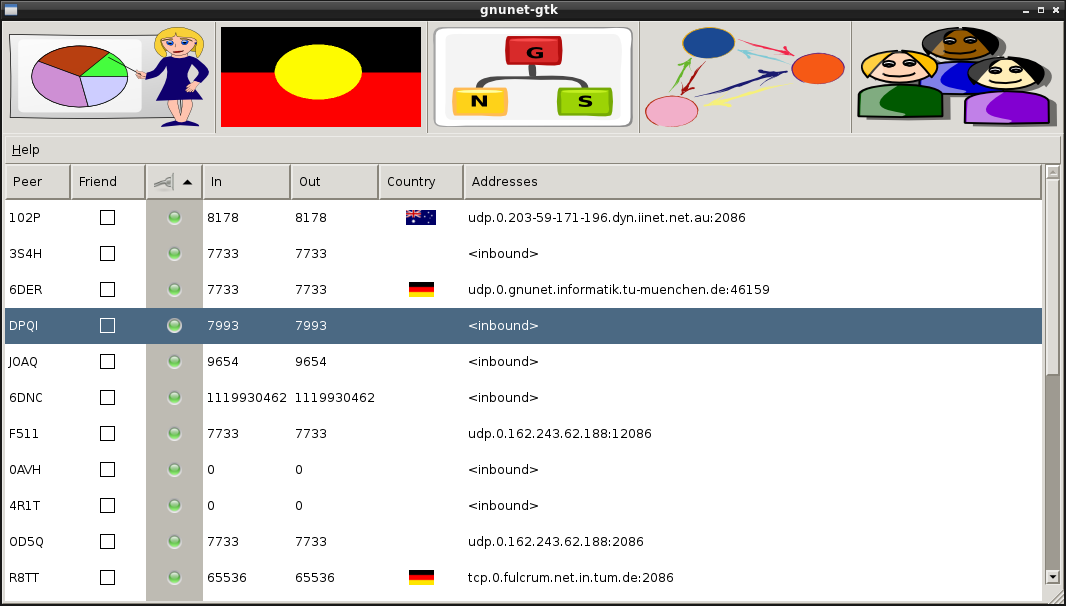 gnunet-gtk
G
N S
Help
Peer Friend In Out Country Addresses
102P 8178 8178 udp.0.203-59-171-196.dyn.iinet.net.au:2086
3S4H 7733 7733 <inbound>
6DER 7733 7733 udp.0.gnunet.informatik.tu-muenchen.de:46159
DPQI 7993 7993 <inbound>
JOAQ 9654 9654 <inbound>
6DNC 1119930462 1119930462 <inbound>
F511 7733 7733 udp.0.162.243.62.188:12086
0AVH 0 0 <inbound>
4R1T 0 0 <inbound>
OD5Q 7733 7733 udp.0.162.243.62.188:2086
R8TT 65536 65536 tcp.0.fulcrum.net.in.tum.de:2086